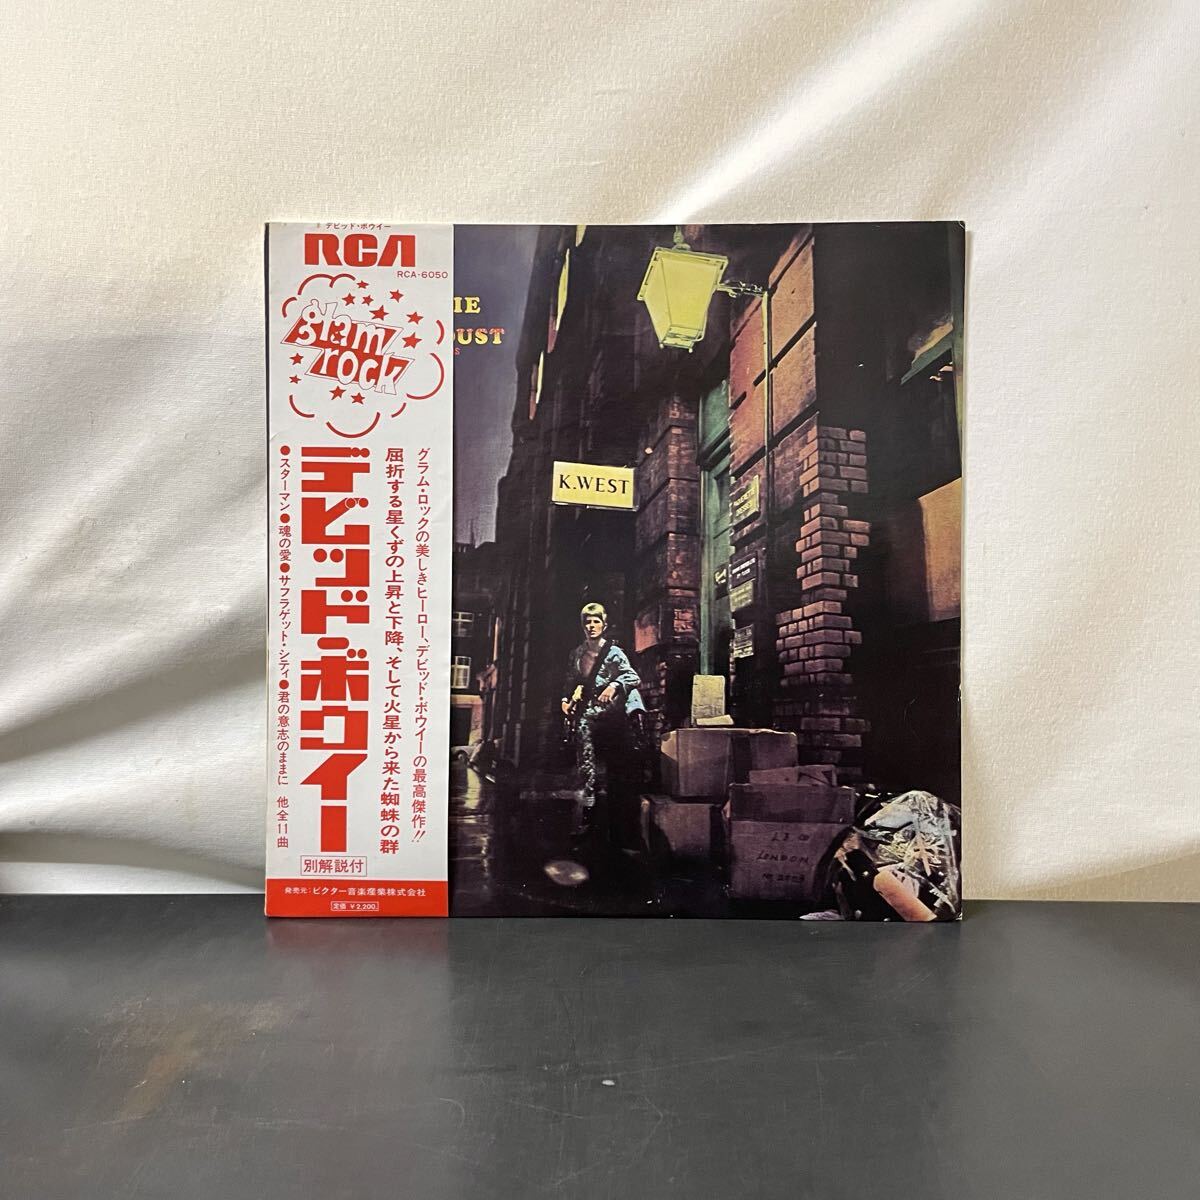 デビッド・ボウイー
RCA
RCA-6050
glam
rock
グラム・ロックの美しきヒーロー、デビッド・ボウイーの最高傑作!!
屈折する星くずの上昇と下降、そして火星から来た蜘蛛の群
デビッド・ボウイー
●スターマン●魂の愛●サフラゲット・シティ●君の意志のままに 他全11曲
別解説付
発売元:ビクター音楽産業株式会社
定価 ¥2,200.
IE
DUST
S
K.WEST
LONDON